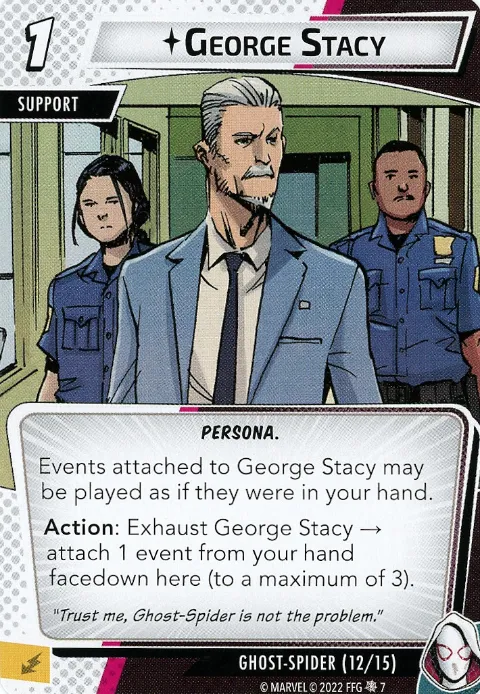 1
George Stacy
SUPPORT
PERSONA.
Events attached to George Stacy may
be played as if they were in your hand.
Action: Exhaust George Stacy →
attach 1 event from your hand
facedown here (to a maximum of 3).
"Trust me, Ghost-Spider is not the problem."
GHOST-SPIDER (12/15)
© MARVEL © 2022 FFG 7